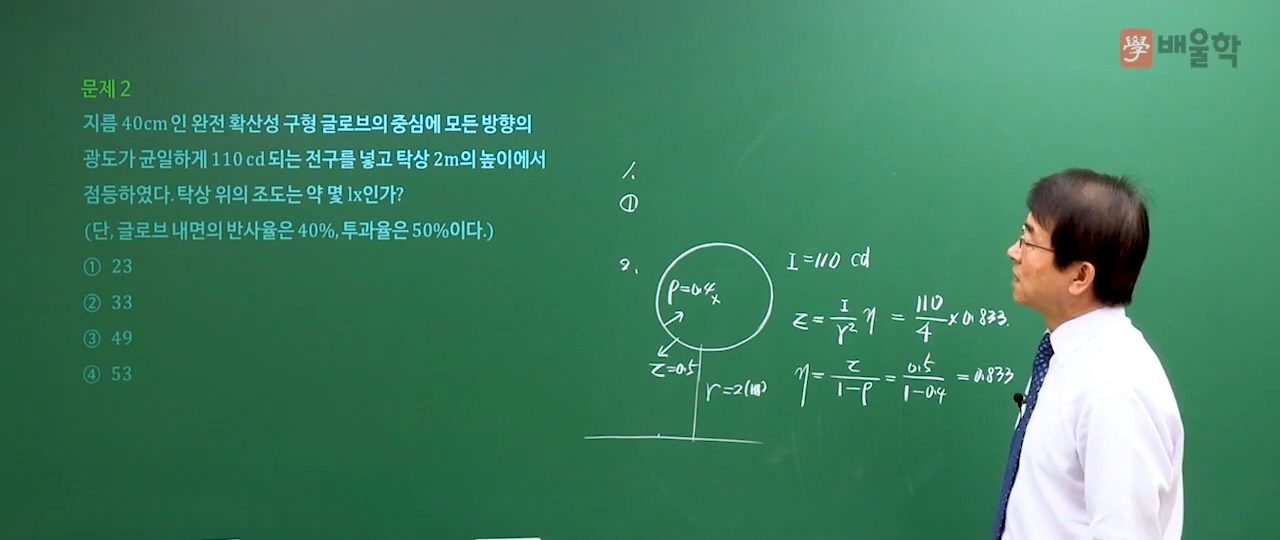 學 배울학
문제 2
지름 40cm인 완전 확산성 구형 글로브의 중심에 모든 방향의
광도가 균일하게 110 cd 되는 전구를 넣고 탁상 2m의 높이에서
점등하였다. 탁상 위의 조도는 약 몇 lx인가?
(단, 글로브 내면의 반사율은 40%, 투과율은 50%이다.)
① 23
② 33
③ 49
④ 53
1.
①
2.
ρ=0.4
τ=0.5
r=2(m)
I=110 cd
E=I/r² η = 110/4 ×0.833.
η=τ/1-ρ=0.5/1-0.4=0.833